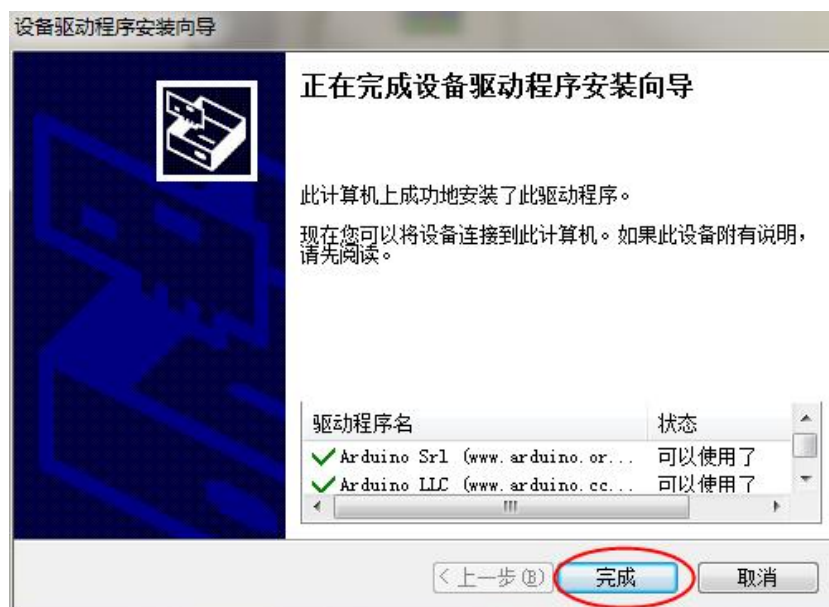 设备驱动程序安装向导
正在完成设备驱动程序安装向导
此计算机上成功地安装了此驱动程序。
现在您可以将设备连接到此计算机。如果此设备附有说明，
请先阅读。
驱动程序名 状态
Arduino Srl (www.arduino.or... 可以使用了
Arduino LLC (www.arduino.cc... 可以使用了
< 上一步(B) 完成 取消